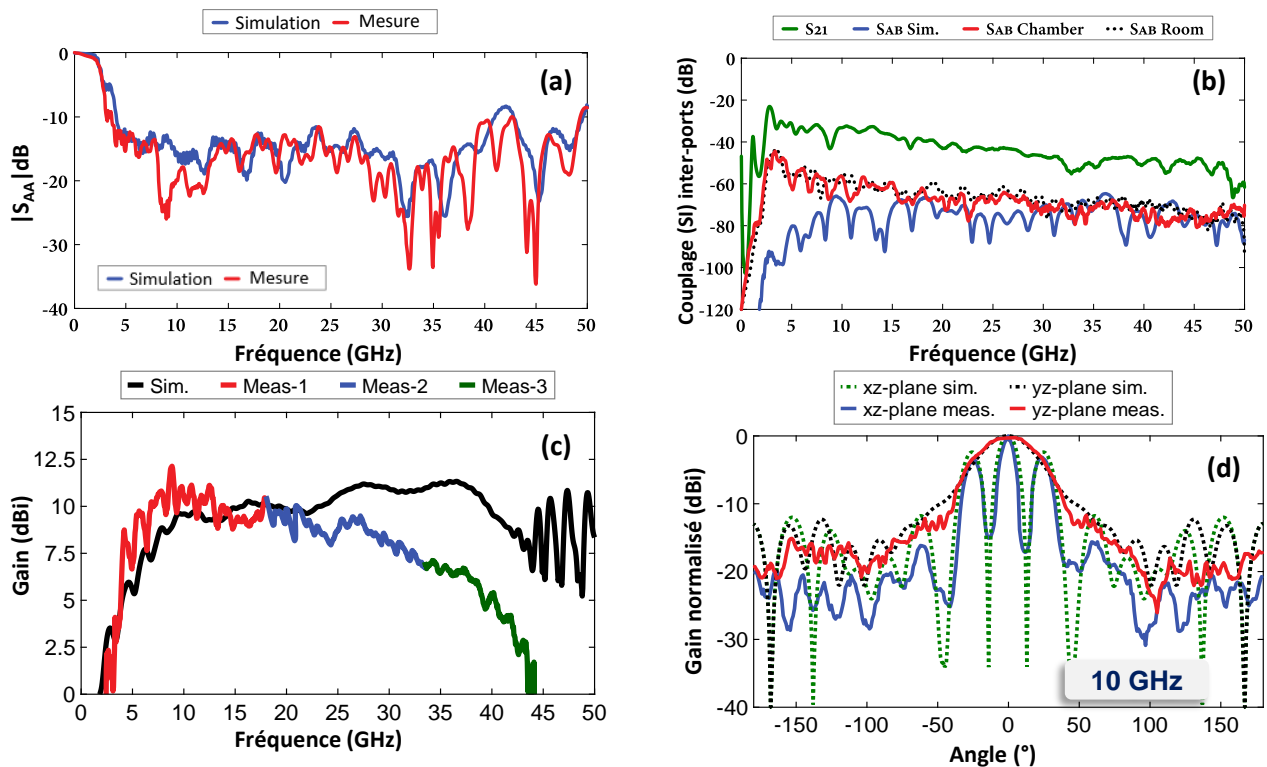 Simulation Mesure
(a)
0
-10
-20
-30
-40
|S_AA| dB
Simulation Mesure
0 5 10 15 20 25 30 35 40 45 50
Fréquence (GHz)
S21 SAB Sim. SAB Chamber SAB Room
(b)
0
-20
-40
-60
-80
-100
-120
Couplage (SI) inter-ports (dB)
0 5 10 15 20 25 30 35 40 45 50
Fréquence (GHz)
Sim. Meas-1 Meas-2 Meas-3
(c)
15
12.5
10
7.5
5
2.5
0
Gain (dBi)
0 5 10 15 20 25 30 35 40 45 50
Fréquence (GHz)
xz-plane sim. yz-plane sim.
xz-plane meas. yz-plane meas.
(d)
0
-10
-20
-30
-40
Gain normalisé (dBi)
10 GHz
-150 -100 -50 0 50 100 150
Angle (°)